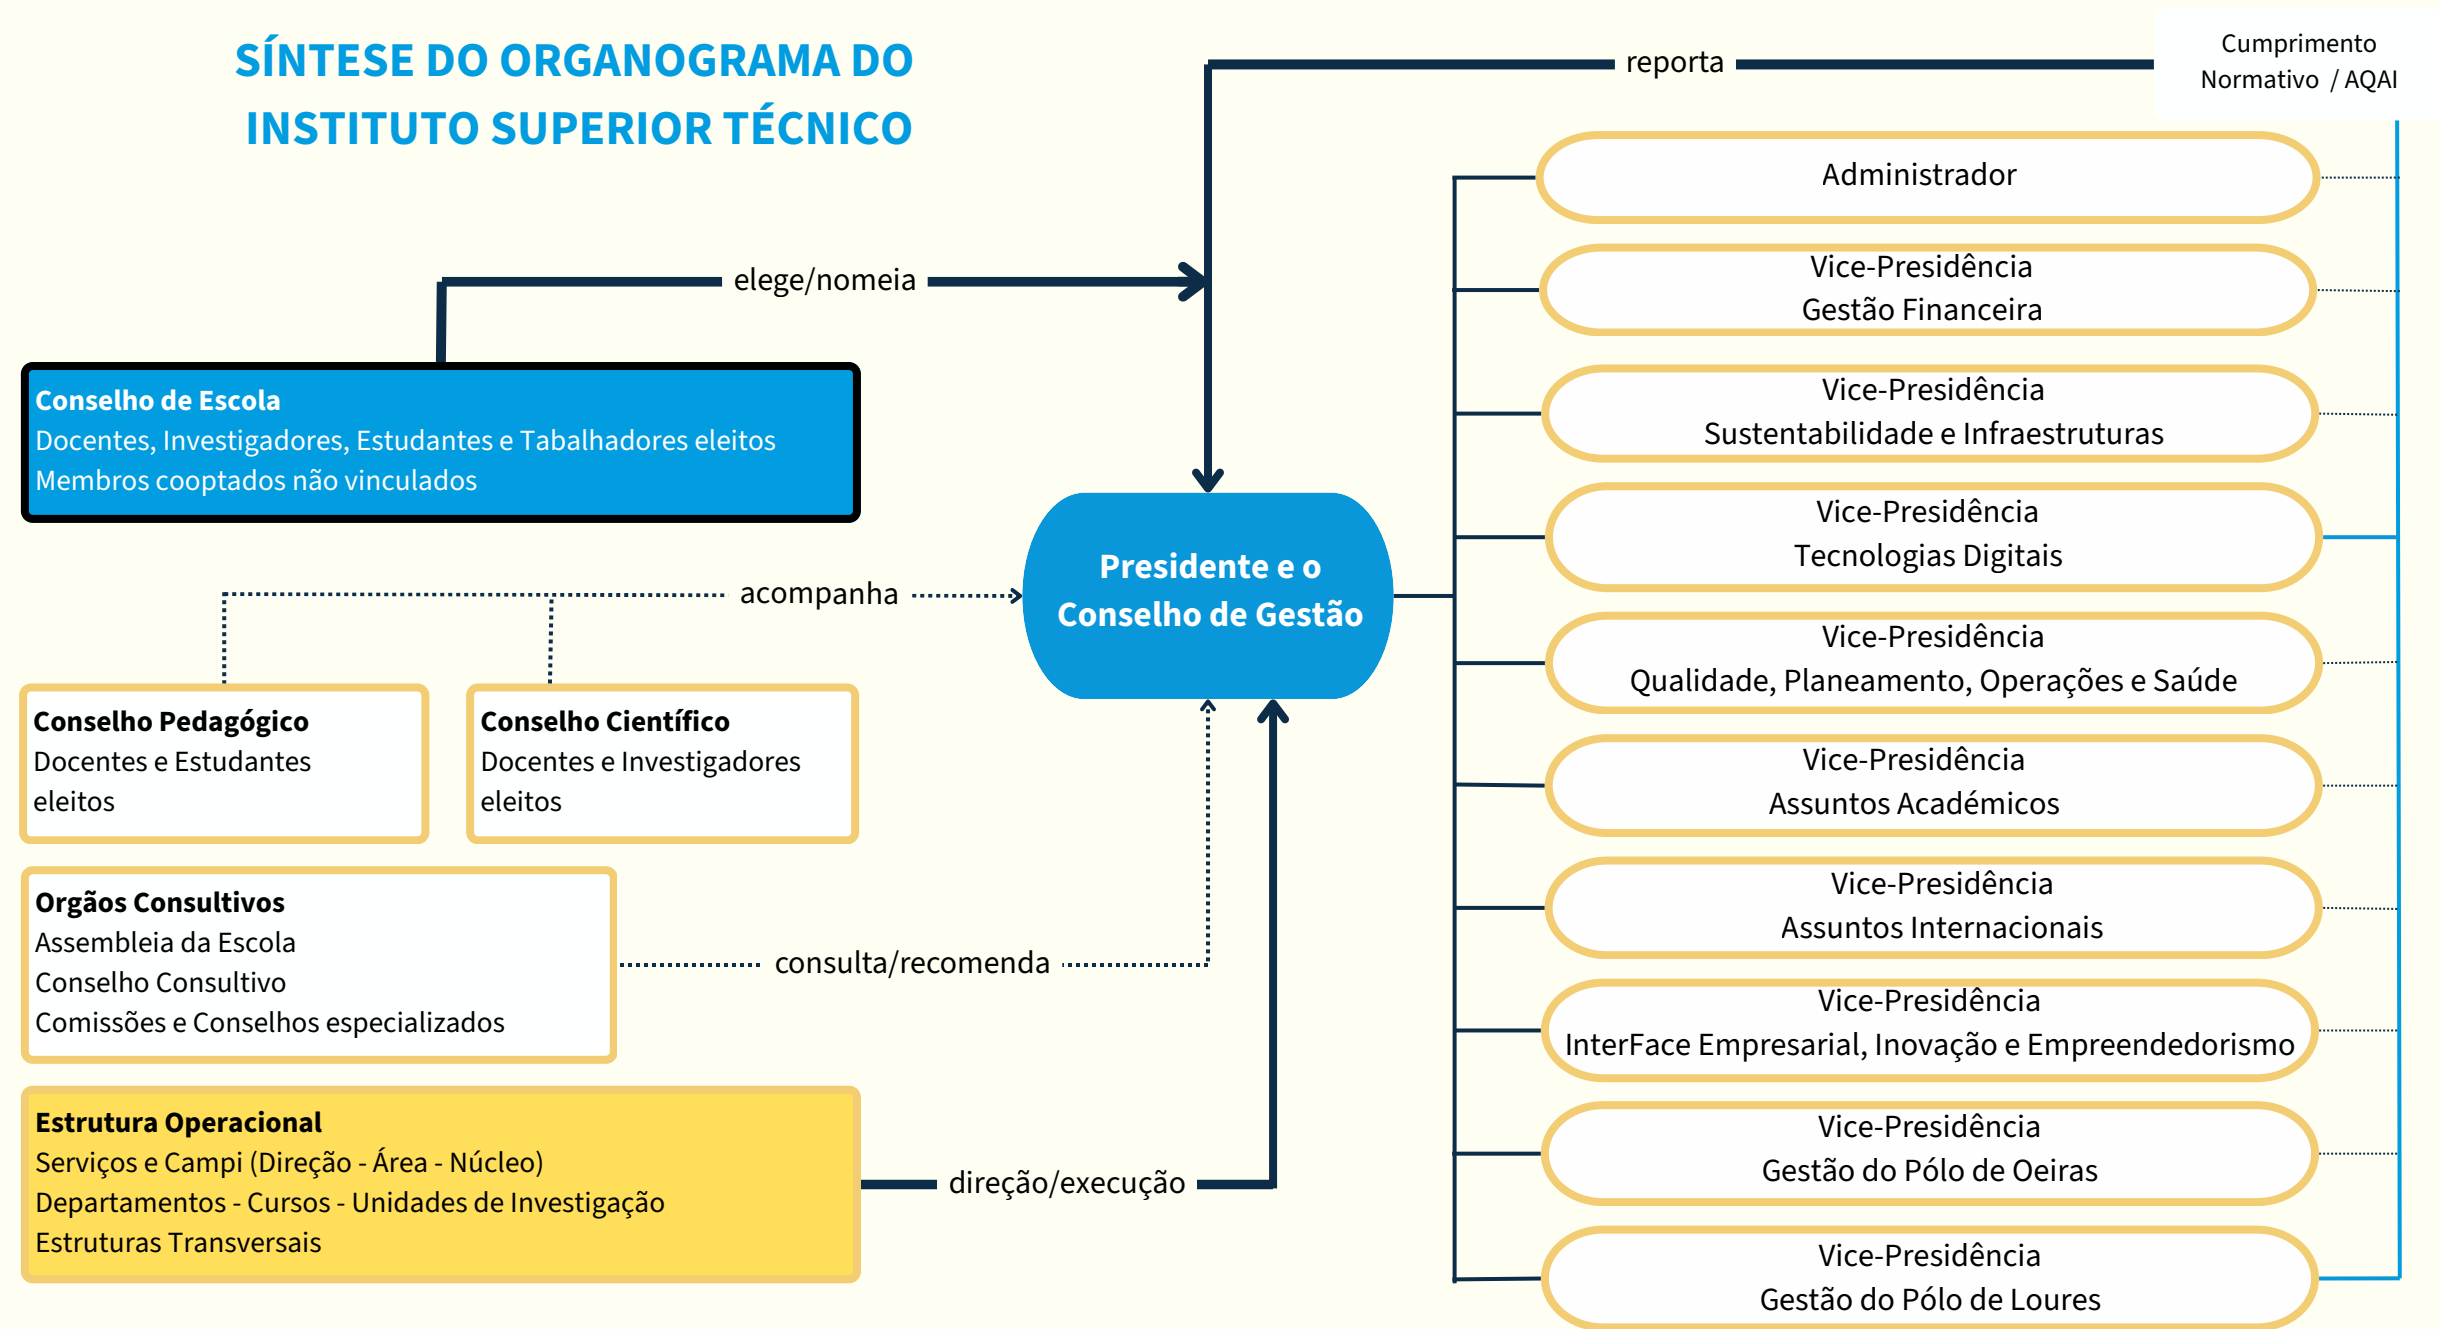 SÍNTESE DO ORGANOGRAMA DO
INSTITUTO SUPERIOR TÉCNICO
reporta
Cumprimento
Normativo / AQAI
elege/nomeia
Conselho de Escola
Docentes, Investigadores, Estudantes e Tabalhadores eleitos
Membros cooptados não vinculados
acompanha
Presidente e o
Conselho de Gestão
Conselho Pedagógico
Docentes e Estudantes
eleitos
Conselho Científico
Docentes e Investigadores
eleitos
Orgãos Consultivos
Assembleia da Escola
Conselho Consultivo
Comissões e Conselhos especializados
consulta/recomenda
Estrutura Operacional
Serviços e Campi (Direção - Área - Núcleo)
Departamentos - Cursos - Unidades de Investigação
Estruturas Transversais
direção/execução
Administrador
Vice-Presidência
Gestão Financeira
Vice-Presidência
Sustentabilidade e Infraestruturas
Vice-Presidência
Tecnologias Digitais
Vice-Presidência
Qualidade, Planeamento, Operações e Saúde
Vice-Presidência
Assuntos Académicos
Vice-Presidência
Assuntos Internacionais
Vice-Presidência
InterFace Empresarial, Inovação e Empreendedorismo
Vice-Presidência
Gestão do Pólo de Oeiras
Vice-Presidência
Gestão do Pólo de Loures